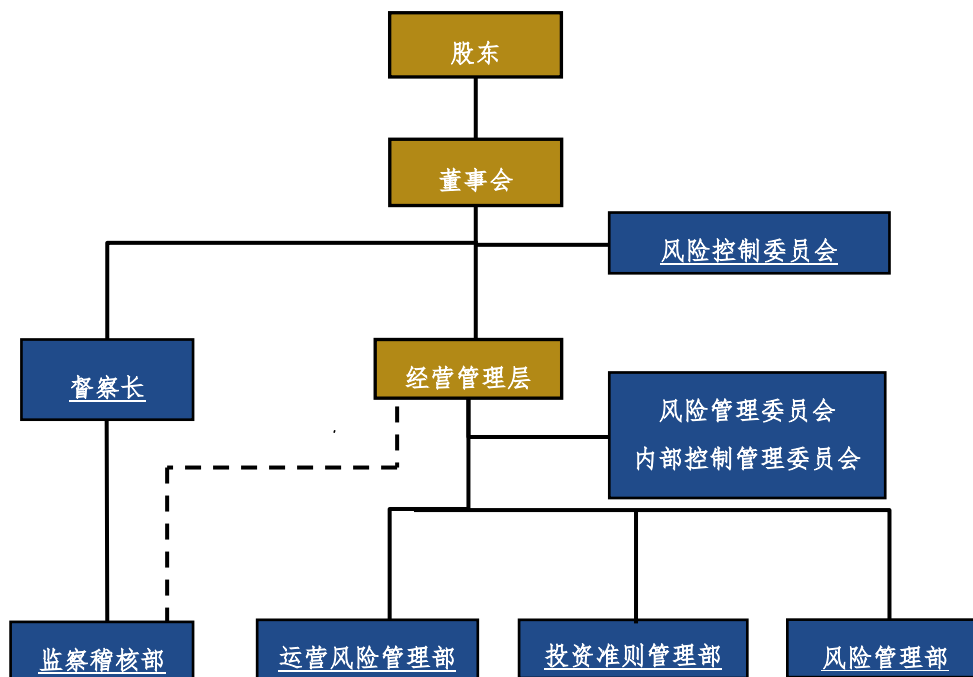 股东
董事会
风险控制委员会
督察长
经营管理层
风险管理委员会
内部控制管理委员会
监察稽核部
运营风险管理部
投资准则管理部
风险管理部